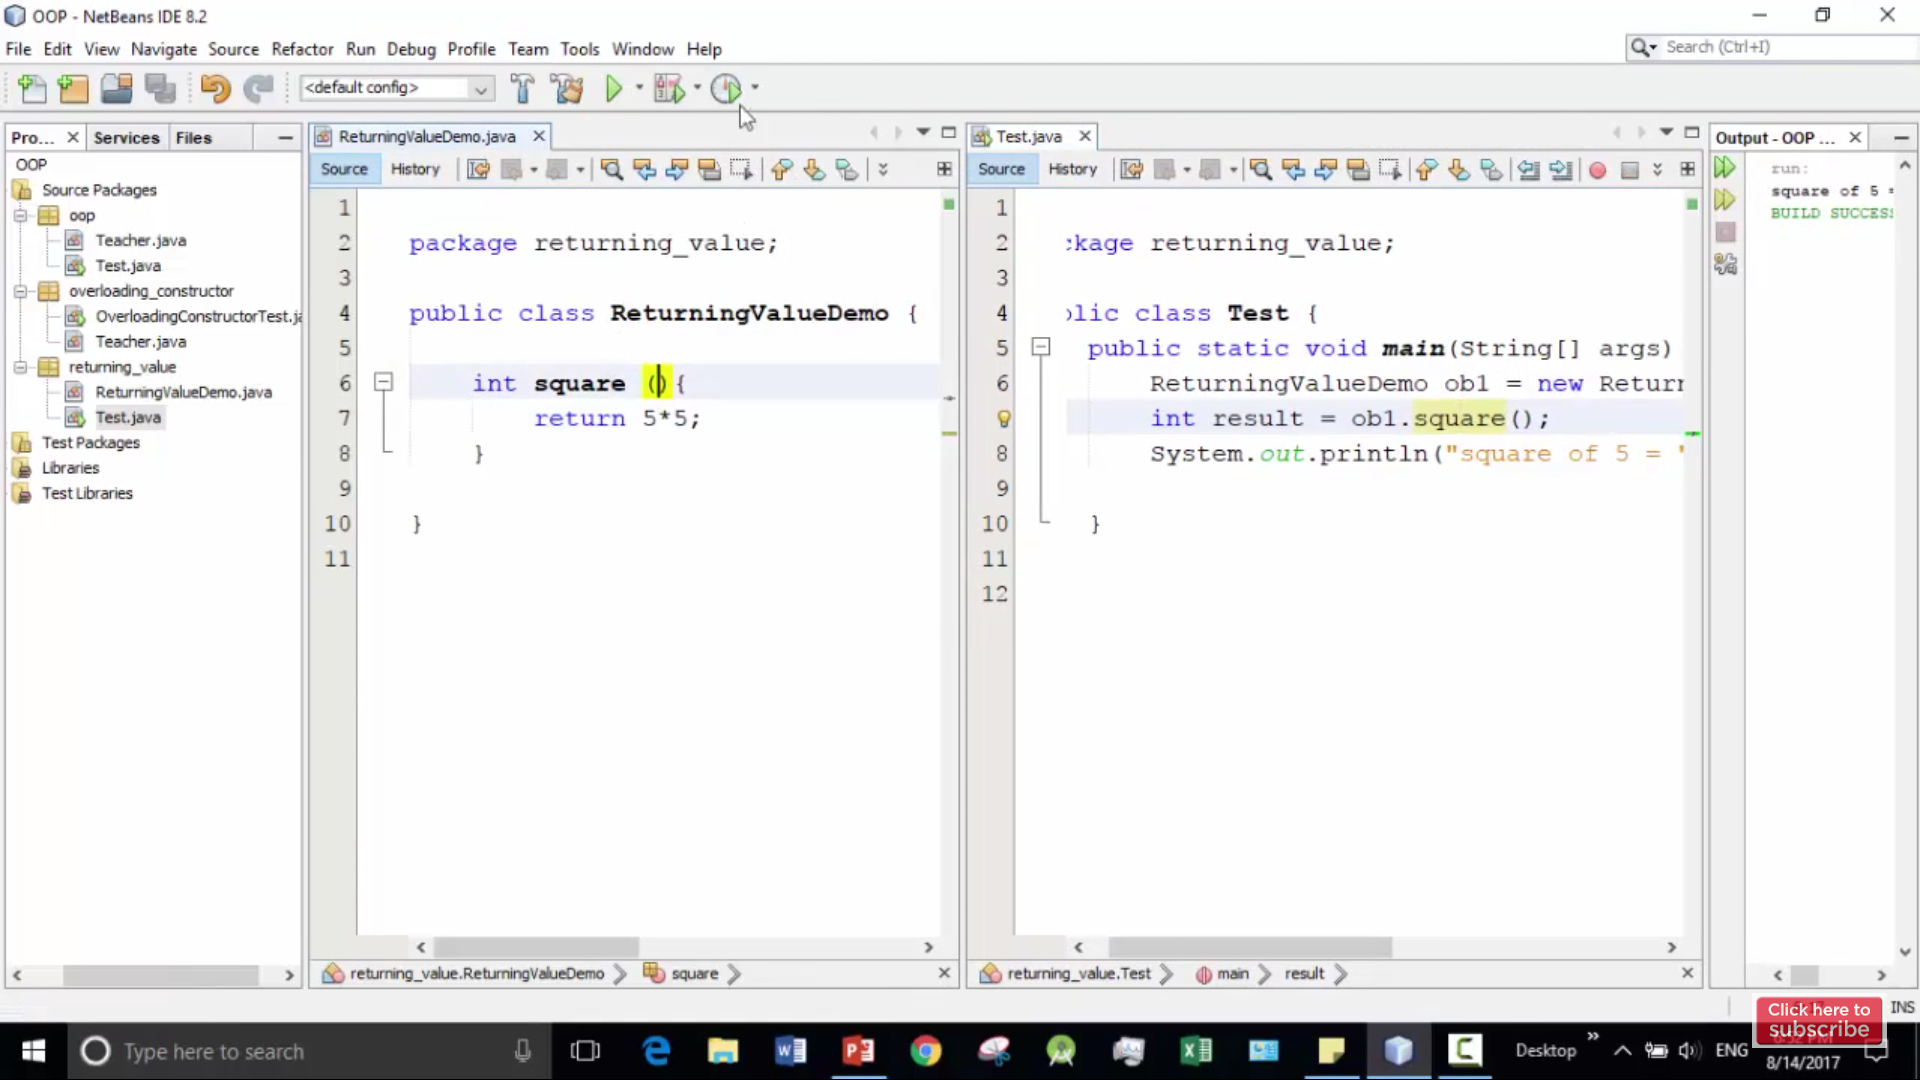 OOP - NetBeans IDE 8.2
File Edit View Navigate Source Refactor Run Debug Profile Team Tools Window Help
Search (Ctrl+I)
<default config>
Pro... Services Files
OOP
Source Packages
oop
Teacher.java
Test.java
overloading_constructor
OverloadingConstructorTest.ja
Teacher.java
returning_value
ReturningValueDemo.java
Test.java
Test Packages
Libraries
Test Libraries
ReturningValueDemo.java
Source History
1
2 package returning_value;
3
4 public class ReturningValueDemo {
5
6 int square (){
7 return 5*5;
8 }
9
10 }
11
returning_value.ReturningValueDemo square
Test.java
Source History
1
2 ckage returning_value;
3
4 blic class Test {
5 public static void main(String[] args)
6 ReturningValueDemo ob1 = new Return
7 int result = ob1.square();
8 System.out.println("square of 5 = "
9
10 }
11
12
returning_value.Test main result
Output - OOP ...
run:
square of 5 =
BUILD SUCCESS
INS
Click here to
subscribe
Type here to search
Desktop
ENG
8/14/2017